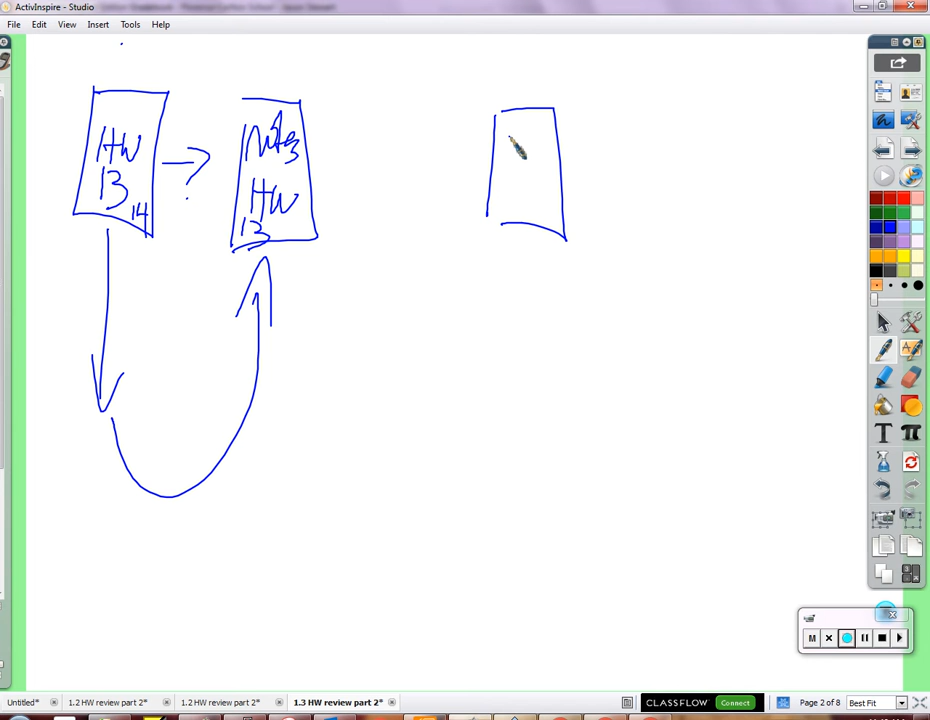 ActivInspire - Studio
File Edit View Insert Tools Help
HW
13
14
?
Notes
HW
13
M
Untitled*
1.2 HW review part 2*
1.2 HW review part 2*
1.3 HW review part 2*
CLASSFLOW Connect
Page 2 of 8
Best Fit